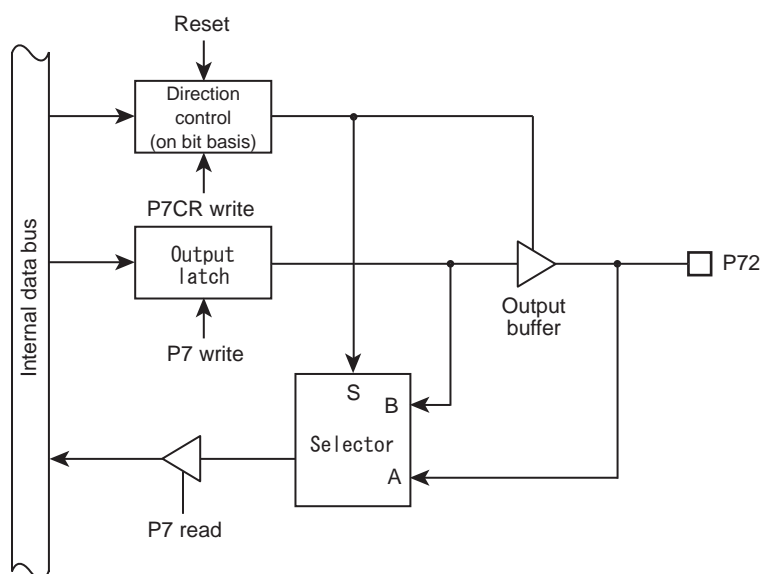 Reset
Direction
control
(on bit basis)
P7CR write
Internal data bus
Output
latch
P7 write
Output
buffer
P72
S
B
Selector
A
P7 read